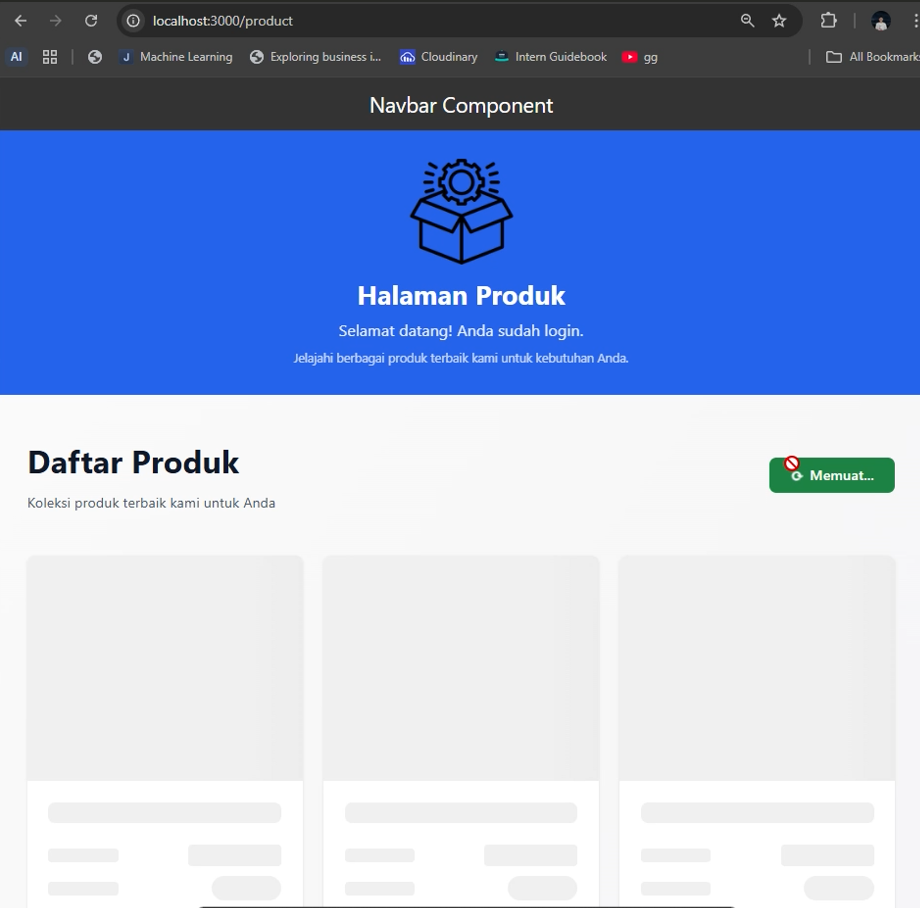 localhost:3000/product
AI
J Machine Learning
Exploring business i...
Cloudinary
Intern Guidebook
gg
All Bookmarks
Navbar Component
Halaman Produk
Selamat datang! Anda sudah login.
Jelajahi berbagai produk terbaik kami untuk kebutuhan Anda.
Daftar Produk
Memuat...
Koleksi produk terbaik kami untuk Anda